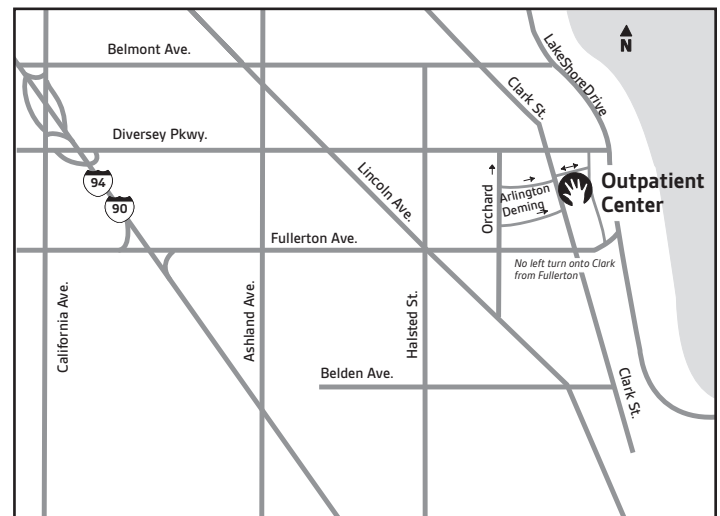 Belmont Ave.
N
LakeShoreDrive
Clark St.
Diversey Pkwy.
94
90
Lincoln Ave.
Orchard
Arlington
Deming
Outpatient
Center
Fullerton Ave.
No left turn onto Clark
from Fullerton
California Ave.
Ashland Ave.
Halsted St.
Belden Ave.
Clark St.